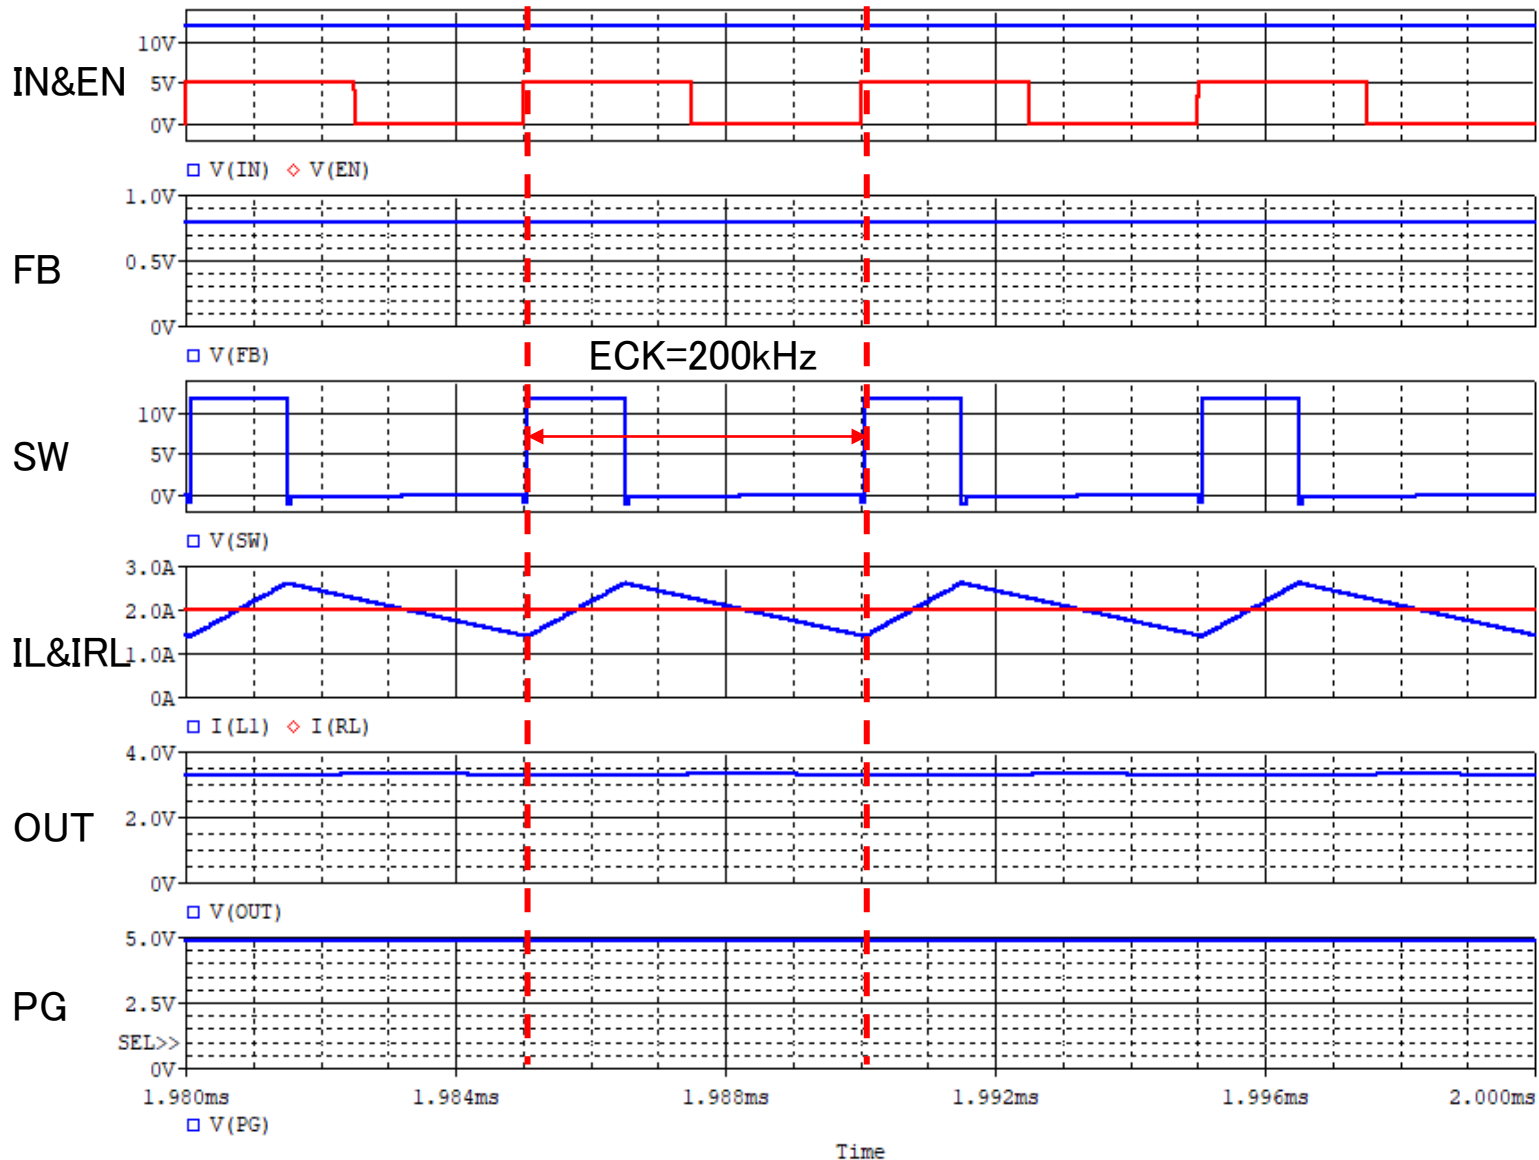 10V
IN&EN
5V
0V
V(IN) V(EN)
1.0V
FB
0.5V
0V
V(FB)
ECK=200kHz
10V
SW
5V
0V
V(SW)
3.0A
2.0A
IL&IRL
1.0A
0A
I(L1) I(RL)
4.0V
OUT
2.0V
0V
V(OUT)
5.0V
PG
2.5V
SEL>>
0V
1.980ms 1.984ms 1.988ms 1.992ms 1.996ms 2.000ms
V(PG)
Time